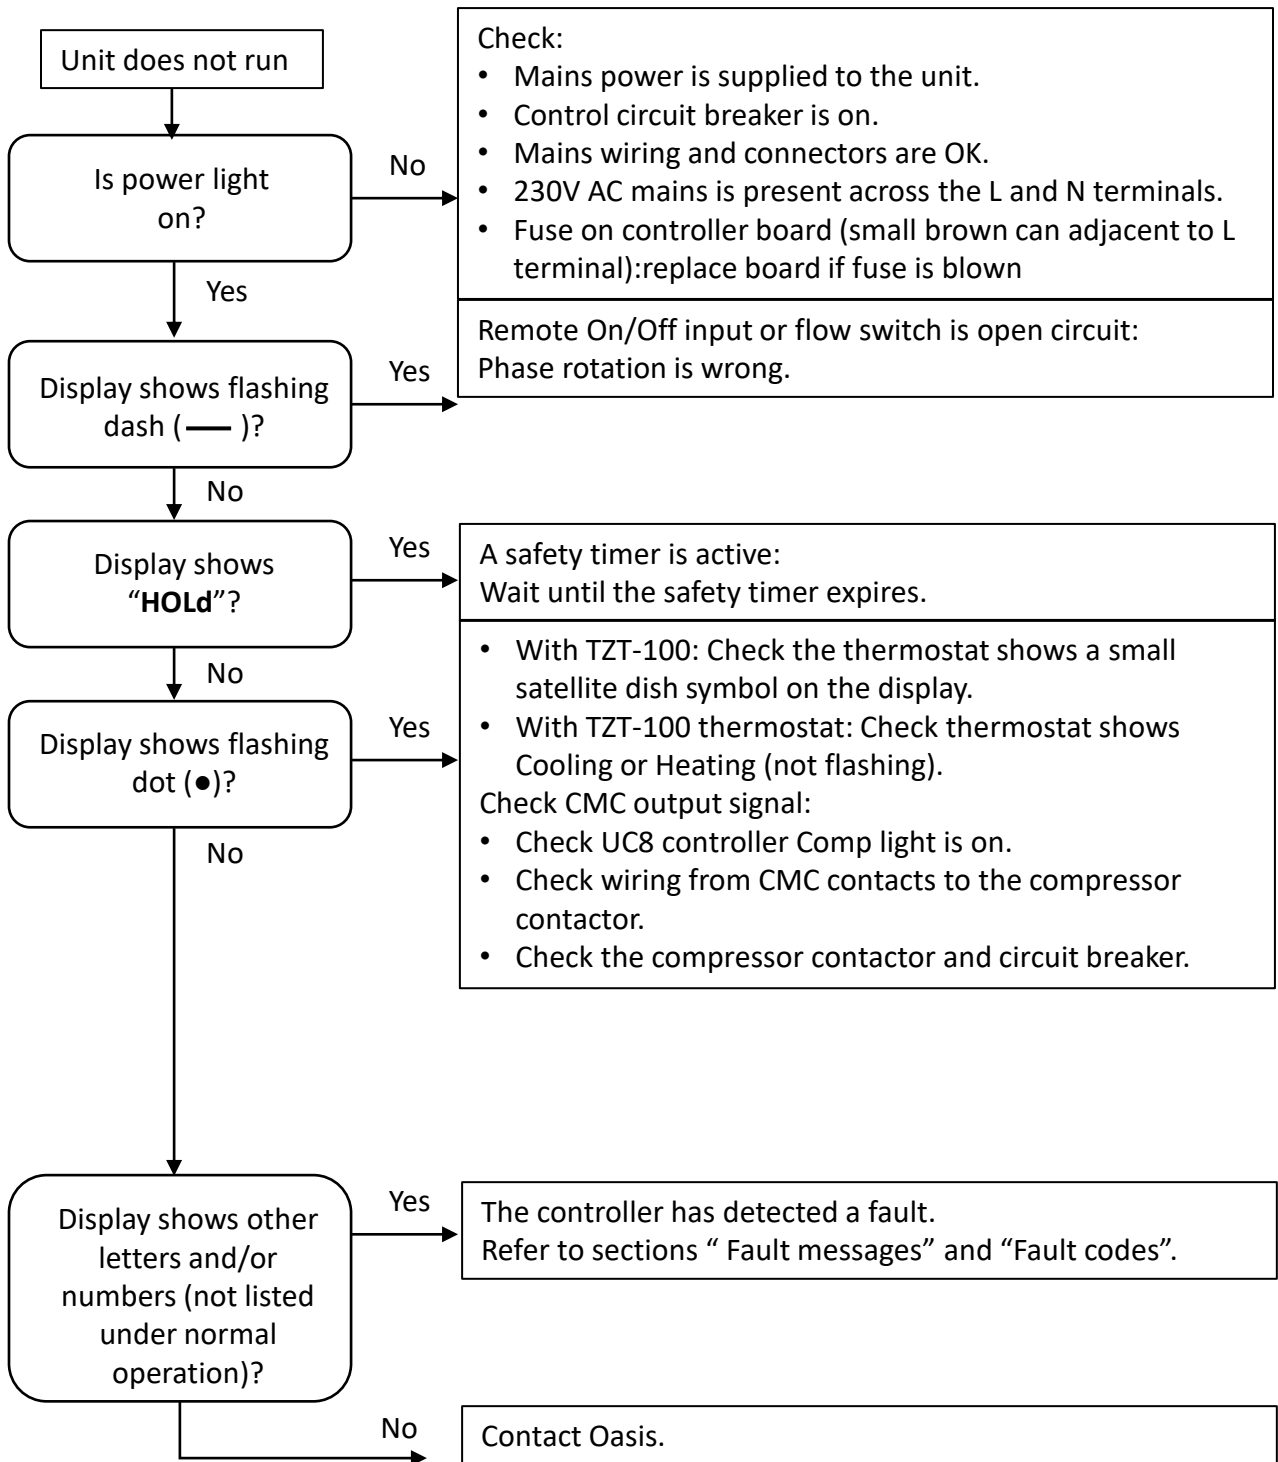 Unit does not run
Is power light
on?
No
Check:
• Mains power is supplied to the unit.
• Control circuit breaker is on.
• Mains wiring and connectors are OK.
• 230V AC mains is present across the L and N terminals.
• Fuse on controller board (small brown can adjacent to L
terminal):replace board if fuse is blown
Yes
Display shows flashing
dash ( — )?
Yes
Remote On/Off input or flow switch is open circuit:
Phase rotation is wrong.
No
Display shows
“HOLd”?
Yes
A safety timer is active:
Wait until the safety timer expires.
No
Display shows flashing
dot (●)?
Yes
• With TZT-100: Check the thermostat shows a small
satellite dish symbol on the display.
• With TZT-100 thermostat: Check thermostat shows
Cooling or Heating (not flashing).
Check CMC output signal:
• Check UC8 controller Comp light is on.
• Check wiring from CMC contacts to the compressor
contactor.
• Check the compressor contactor and circuit breaker.
No
Display shows other
letters and/or
numbers (not listed
under normal
operation)?
Yes
The controller has detected a fault.
Refer to sections “ Fault messages” and “Fault codes”.
No
Contact Oasis.